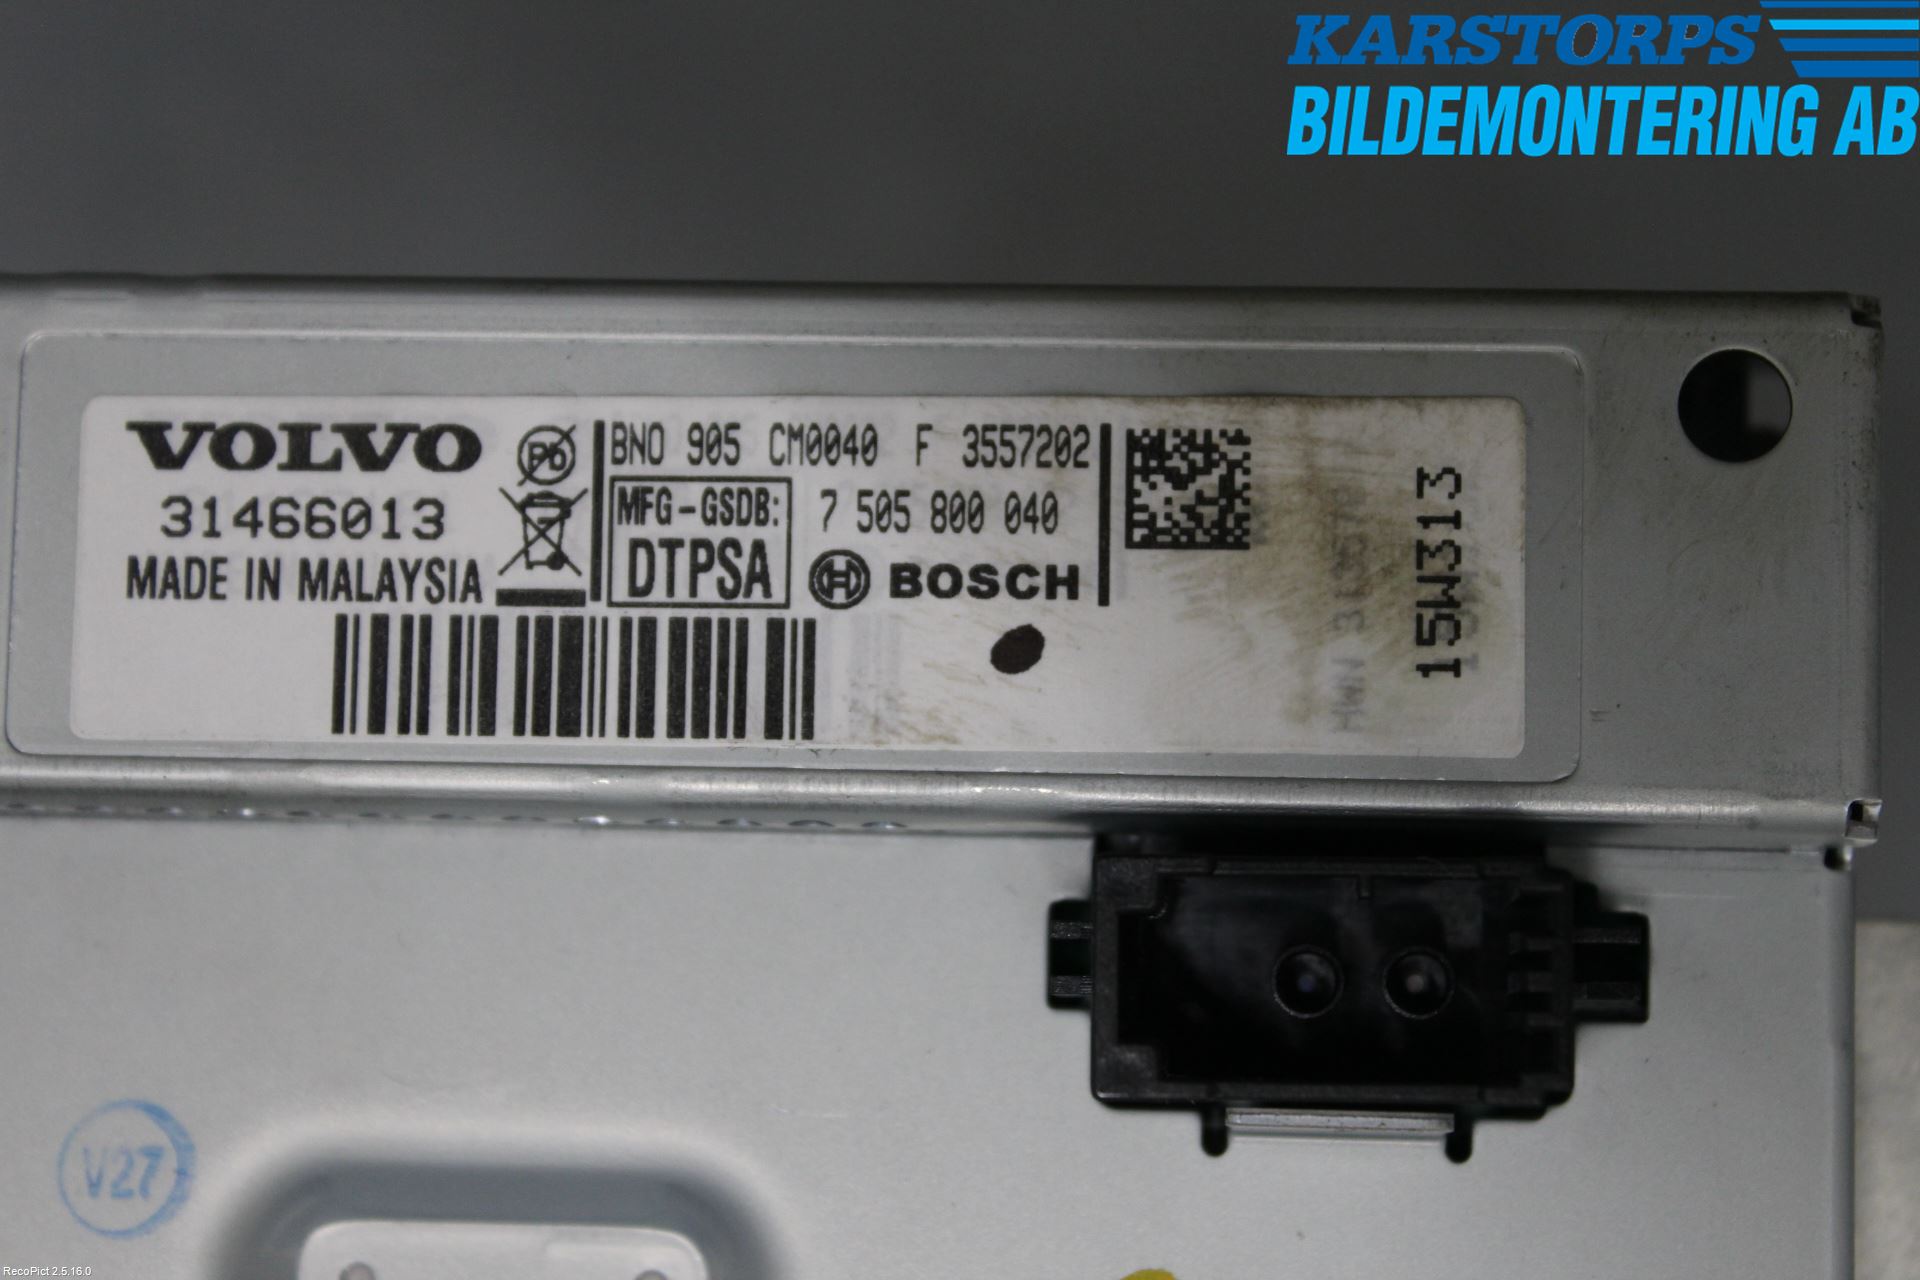 KARSTORPS
BILDEMONTERING AB
VOLVO
31466013
MADE IN MALAYSIA
Pb
BNO 905 CM0040 F 3557202
MFG-GSDB:
DTPSA
7 505 800 040
BOSCH
15W313
V27
RecoPict 2.5.16.0